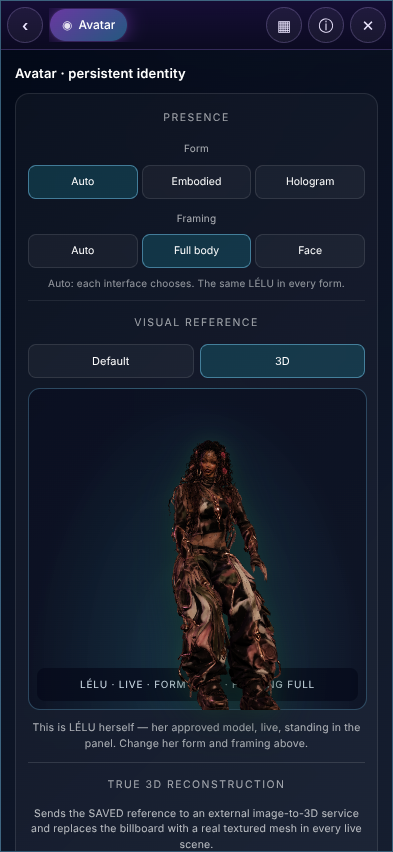 Avatar
Avatar · persistent identity
PRESENCE
Form
Auto
Embodied
Hologram
Framing
Auto
Full body
Face
Auto: each interface chooses. The same LÉLU in every form.
VISUAL REFERENCE
Default
3D
LÉLU · LIVE · FORM FULL
This is LÉLU herself — her approved model, live, standing in the
panel. Change her form and framing above.
TRUE 3D RECONSTRUCTION
Sends the SAVED reference to an external image-to-3D service
and replaces the billboard with a real textured mesh in every live
scene.